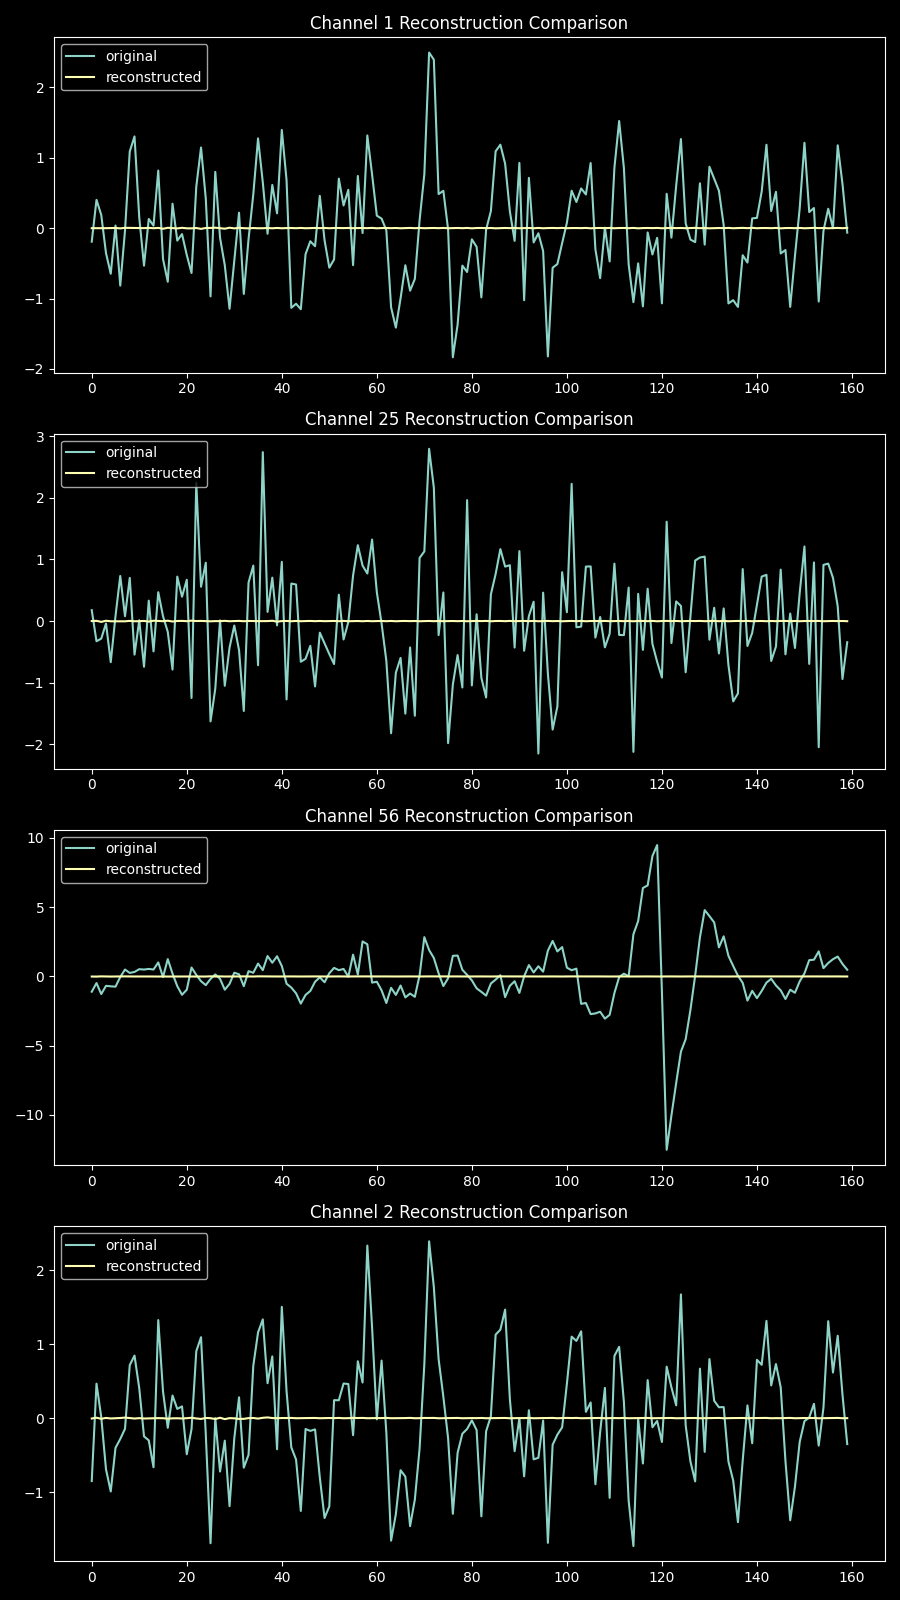 Channel 1 Reconstruction Comparison
original
reconstructed
2
1
0
−1
−2
0 20 40 60 80 100 120 140 160
Channel 25 Reconstruction Comparison
original
reconstructed
3
2
1
0
−1
−2
0 20 40 60 80 100 120 140 160
Channel 56 Reconstruction Comparison
original
reconstructed
10
5
0
−5
−10
0 20 40 60 80 100 120 140 160
Channel 2 Reconstruction Comparison
original
reconstructed
2
1
0
−1
0 20 40 60 80 100 120 140 160